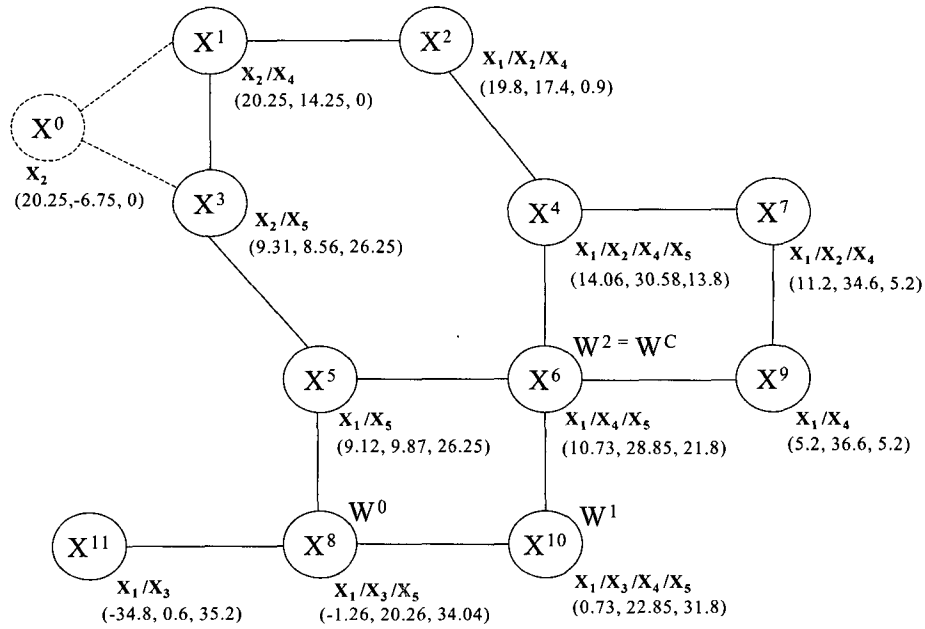 X¹
X²
X₂/X₄
(20.25, 14.25, 0)
X₁/X₂/X₄
(19.8, 17.4, 0.9)
X⁰
X₂
(20.25,-6.75, 0)
X³
X₂/X₅
(9.31, 8.56, 26.25)
X⁴
X₁/X₂/X₄/X₅
(14.06, 30.58,13.8)
X⁷
X₁/X₂/X₄
(11.2, 34.6, 5.2)
W² = Wᶜ
X⁵
X₁/X₅
(9.12, 9.87, 26.25)
X⁶
X₁/X₄/X₅
(10.73, 28.85, 21.8)
X⁹
X₁/X₄
(5.2, 36.6, 5.2)
W⁰
W¹
X¹¹
X₁/X₃
(-34.8, 0.6, 35.2)
X⁸
X₁/X₃/X₅
(-1.26, 20.26, 34.04)
X¹⁰
X₁/X₃/X₄/X₅
(0.73, 22.85, 31.8)